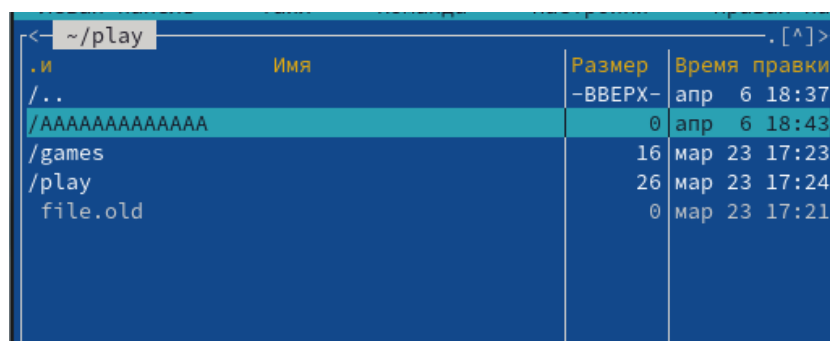 <- ~/play .[^]>
.и Имя Размер Время правки
/.. -ВВЕРХ- апр 6 18:37
/AAAAAAAAAAAAA 0 апр 6 18:43
/games 16 мар 23 17:23
/play 26 мар 23 17:24
file.old 0 мар 23 17:21